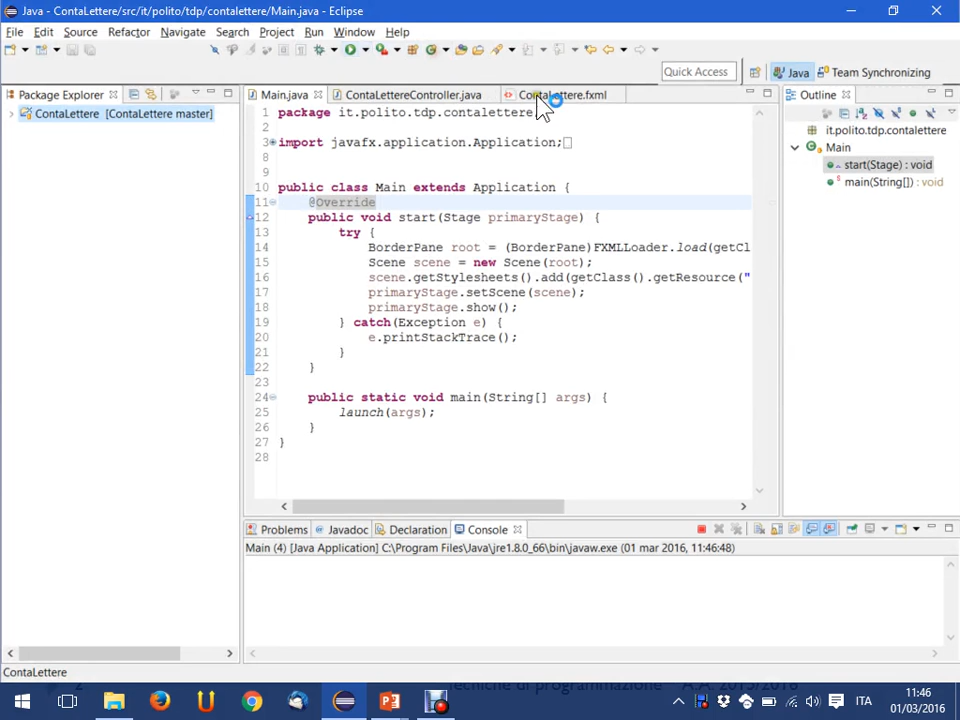 Java - ContaLettere/src/it/polito/tdp/contalettere/Main.java - Eclipse
File Edit Source Refactor Navigate Search Project Run Window Help
Quick Access Java Team Synchronizing
Package Explorer
ContaLettere [ContaLettere master]
Main.java ContaLettereController.java ContaLettere.fxml
1 package it.polito.tdp.contalettere
2
3 import javafx.application.Application;
8
9
10 public class Main extends Application {
11 @Override
12 public void start(Stage primaryStage) {
13 try {
14 BorderPane root = (BorderPane)FXMLLoader.load(getCl
15 Scene scene = new Scene(root);
16 scene.getStylesheets().add(getClass().getResource("
17 primaryStage.setScene(scene);
18 primaryStage.show();
19 } catch(Exception e) {
20 e.printStackTrace();
21 }
22 }
23
24 public static void main(String[] args) {
25 launch(args);
26 }
27 }
28
Outline
it.polito.tdp.contalettere
Main
start(Stage) : void
main(String[]) : void
Problems Javadoc Declaration Console
Main (4) [Java Application] C:\Program Files\Java\jre1.8.0_66\bin\javaw.exe (01 mar 2016, 11:46:48)
ContaLettere
2 Tecniche di programmazione A.A. 2015/2016
ITA
11:46
01/03/2016